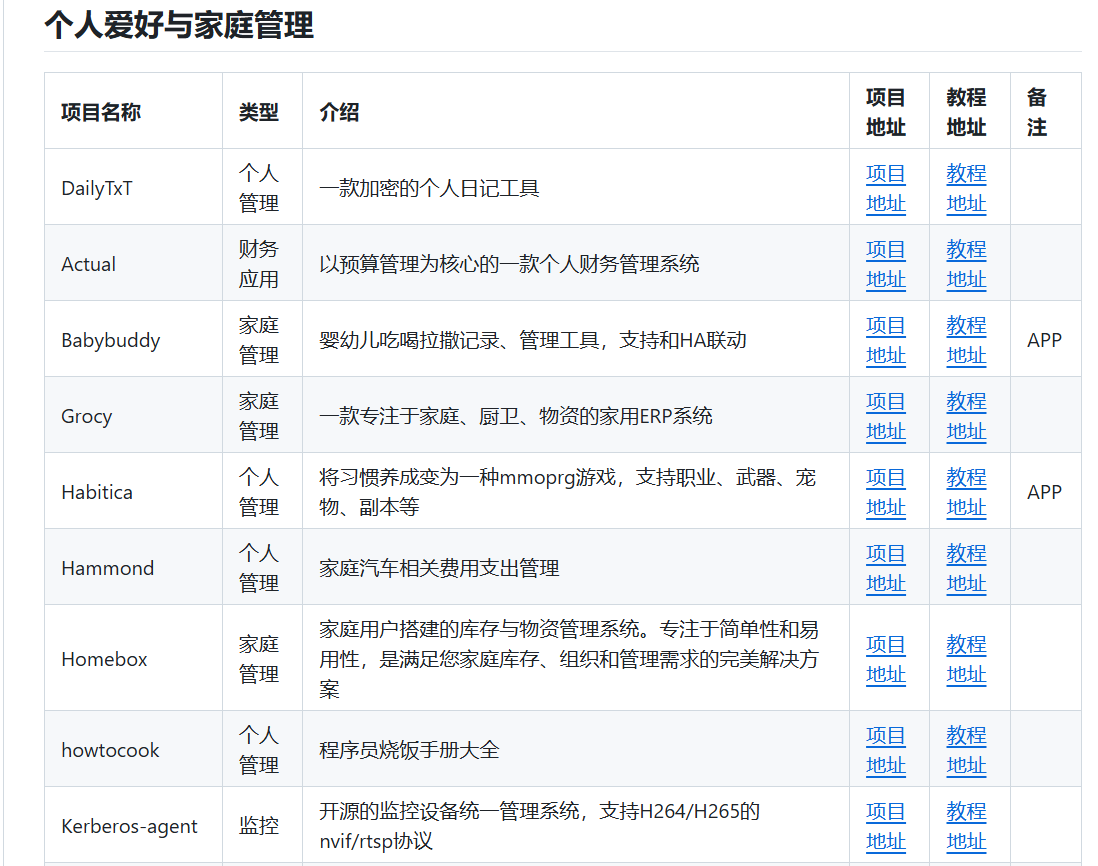 个人爱好与家庭管理
项目名称 类型 介绍 项目地址 教程地址 备注
DailyTxT 个人管理 一款加密的个人日记工具 项目地址 教程地址
Actual 财务应用 以预算管理为核心的一款个人财务管理系统 项目地址 教程地址
Babybuddy 家庭管理 婴幼儿吃喝拉撒记录、管理工具，支持和HA联动 项目地址 教程地址 APP
Grocy 家庭管理 一款专注于家庭、厨卫、物资的家用ERP系统 项目地址 教程地址
Habitica 个人管理 将习惯养成变为一种mmoprg游戏，支持职业、武器、宠
物、副本等 项目地址 教程地址 APP
Hammond 个人管理 家庭汽车相关费用支出管理 项目地址 教程地址
Homebox 家庭管理 家庭用户搭建的库存与物资管理系统。专注于简单性和易
用性，是满足您家庭库存、组织和管理需求的完美解决方
案 项目地址 教程地址
howtocook 个人管理 程序员烧饭手册大全 项目地址 教程地址
Kerberos-agent 监控 开源的监控设备统一管理系统，支持H264/H265的
nvif/rtsp协议 项目地址 教程地址